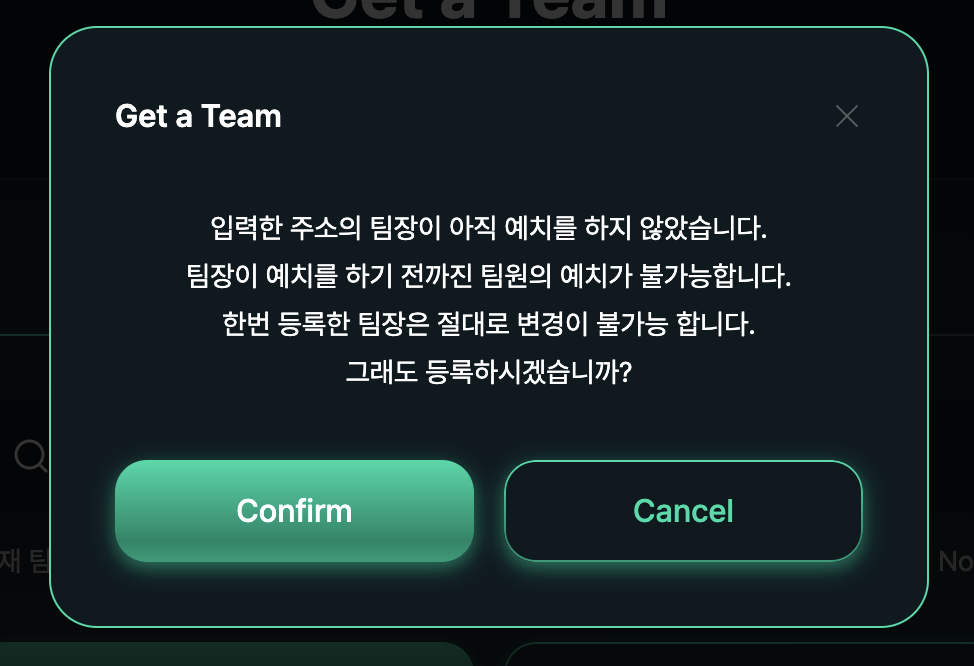 Get a Team
Get a Team
입력한 주소의 팀장이 아직 예치를 하지 않았습니다.
팀장이 예치를 하기 전까진 팀원의 예치가 불가능합니다.
한번 등록한 팀장은 절대로 변경이 불가능 합니다.
그래도 등록하시겠습니까?
Confirm
Cancel